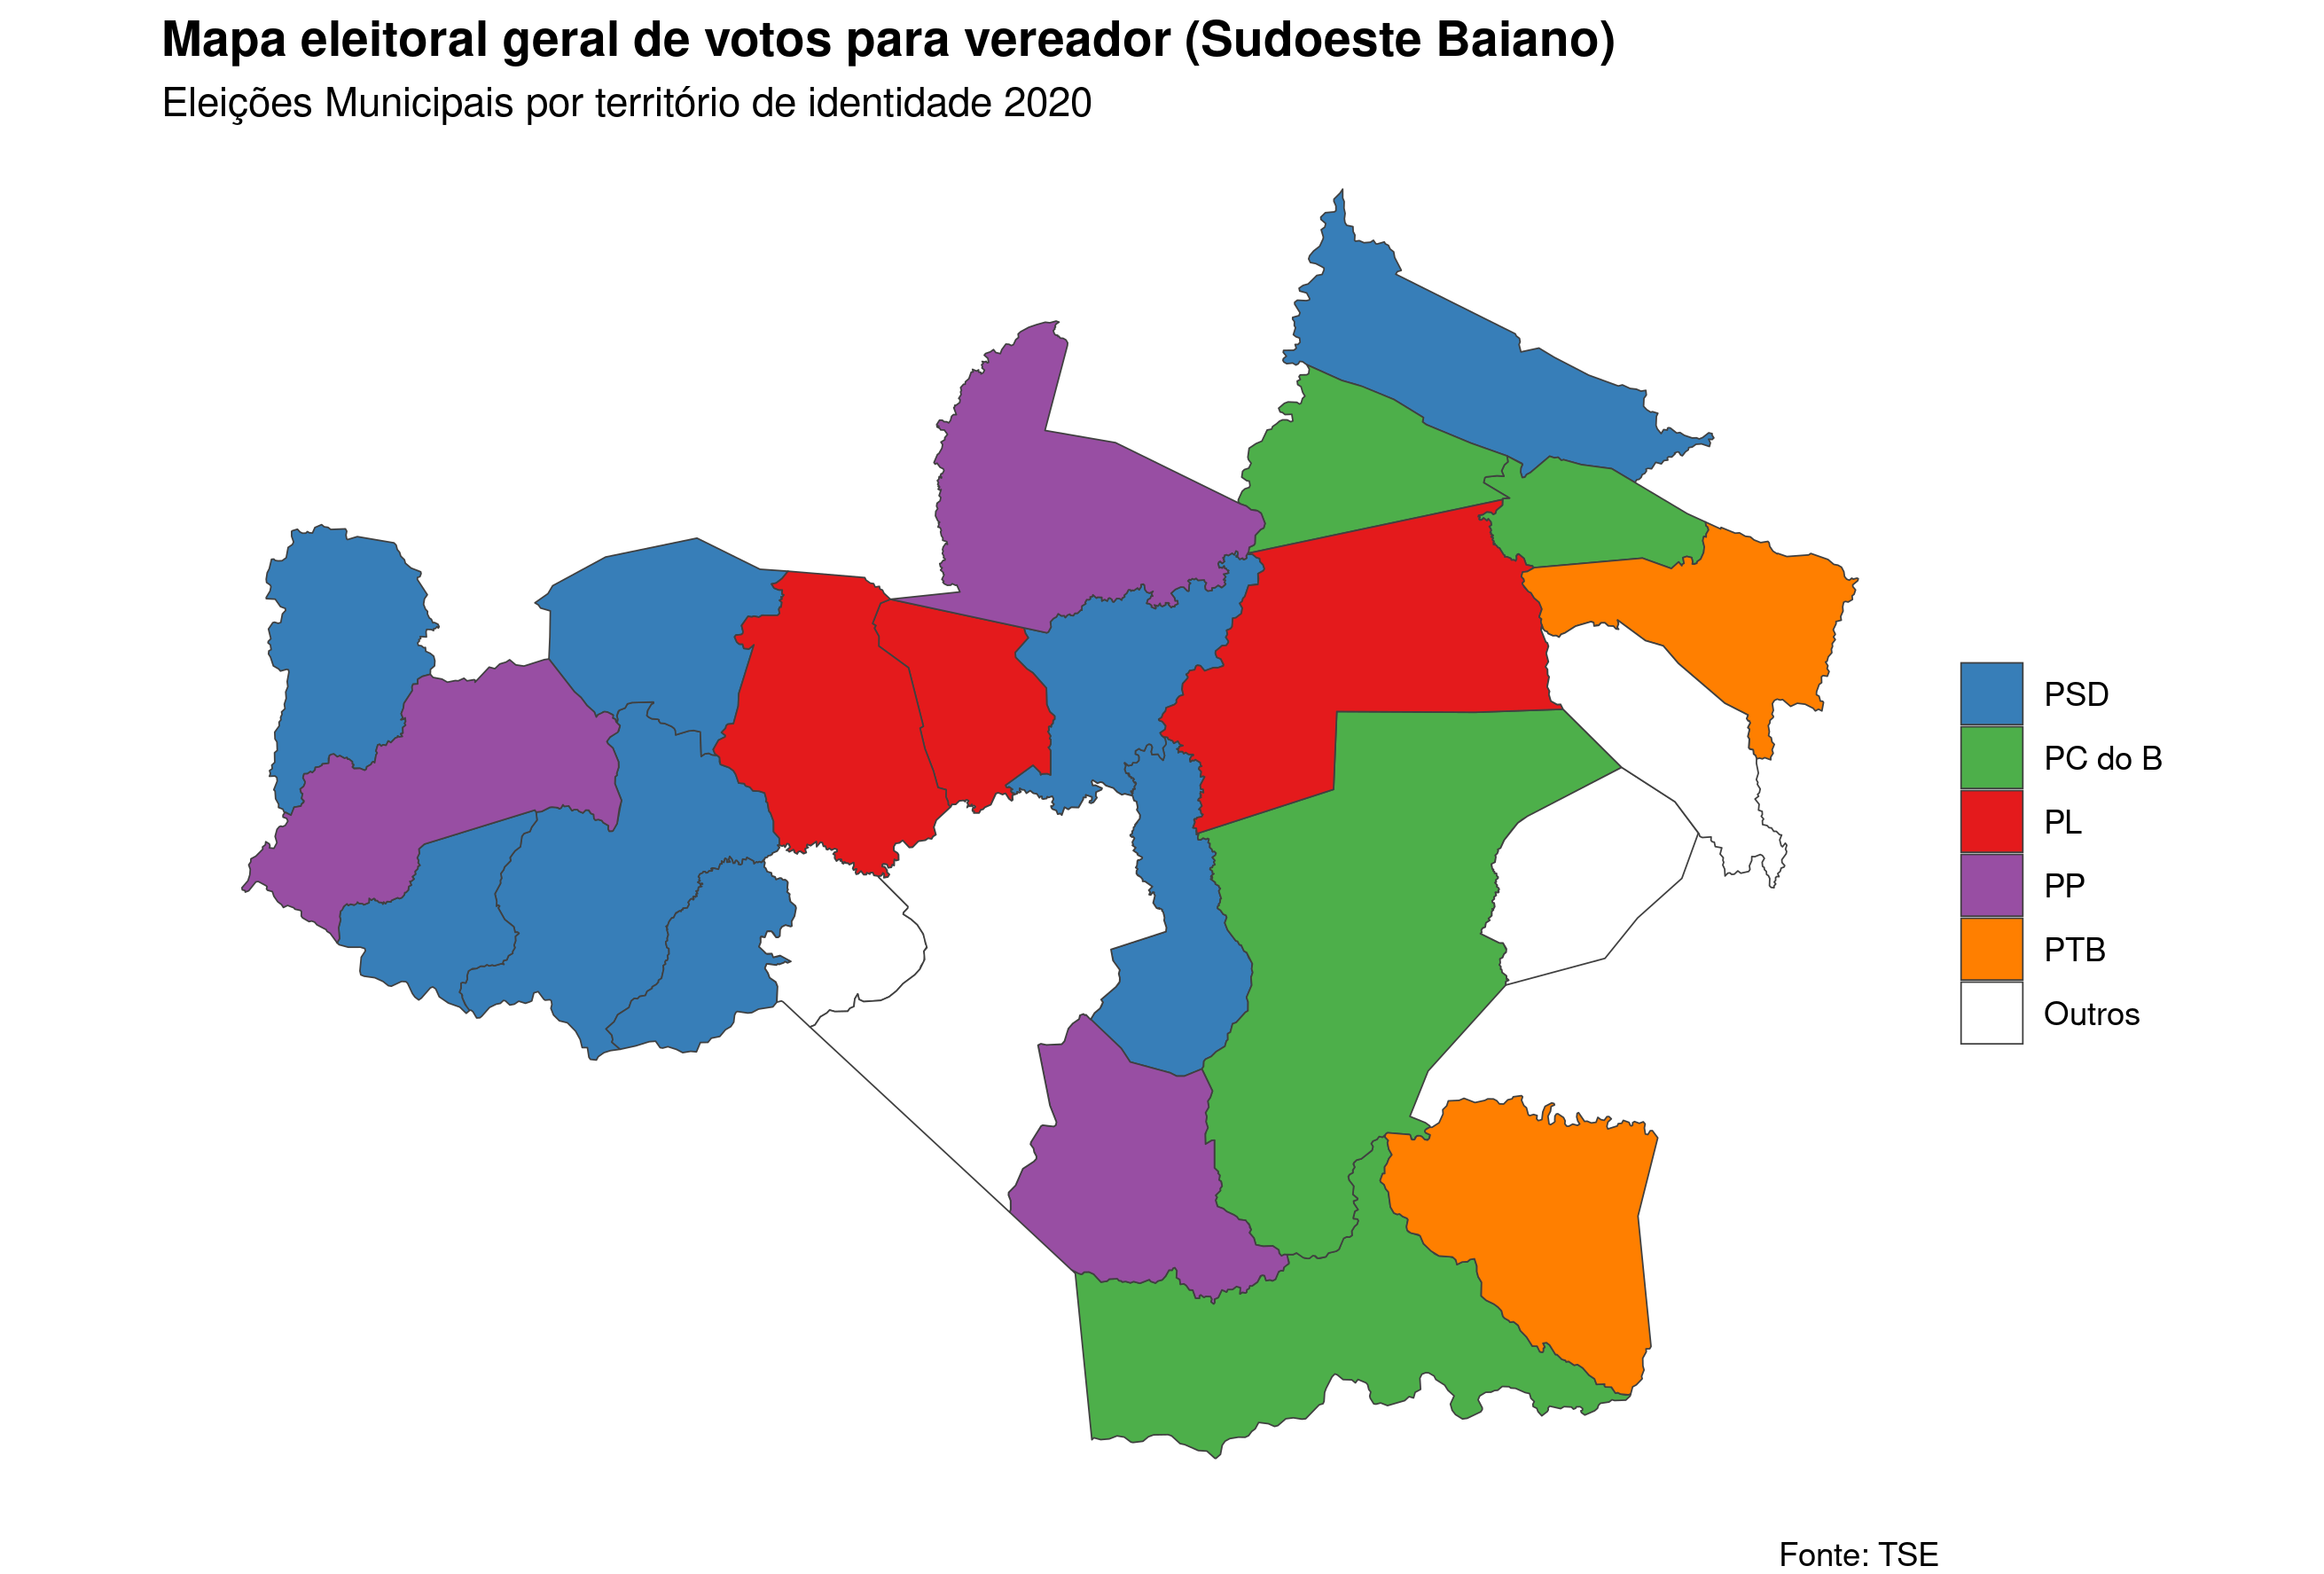 Mapa eleitoral geral de votos para vereador (Sudoeste Baiano)
Eleições Municipais por território de identidade 2020
PSD
PC do B
PL
PP
PTB
Outros
Fonte: TSE